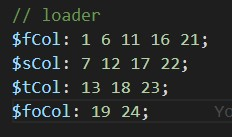 // loader
$fCol: 1 6 11 16 21;
$sCol: 7 12 17 22;
$tCol: 13 18 23;
$foCol: 19 24;